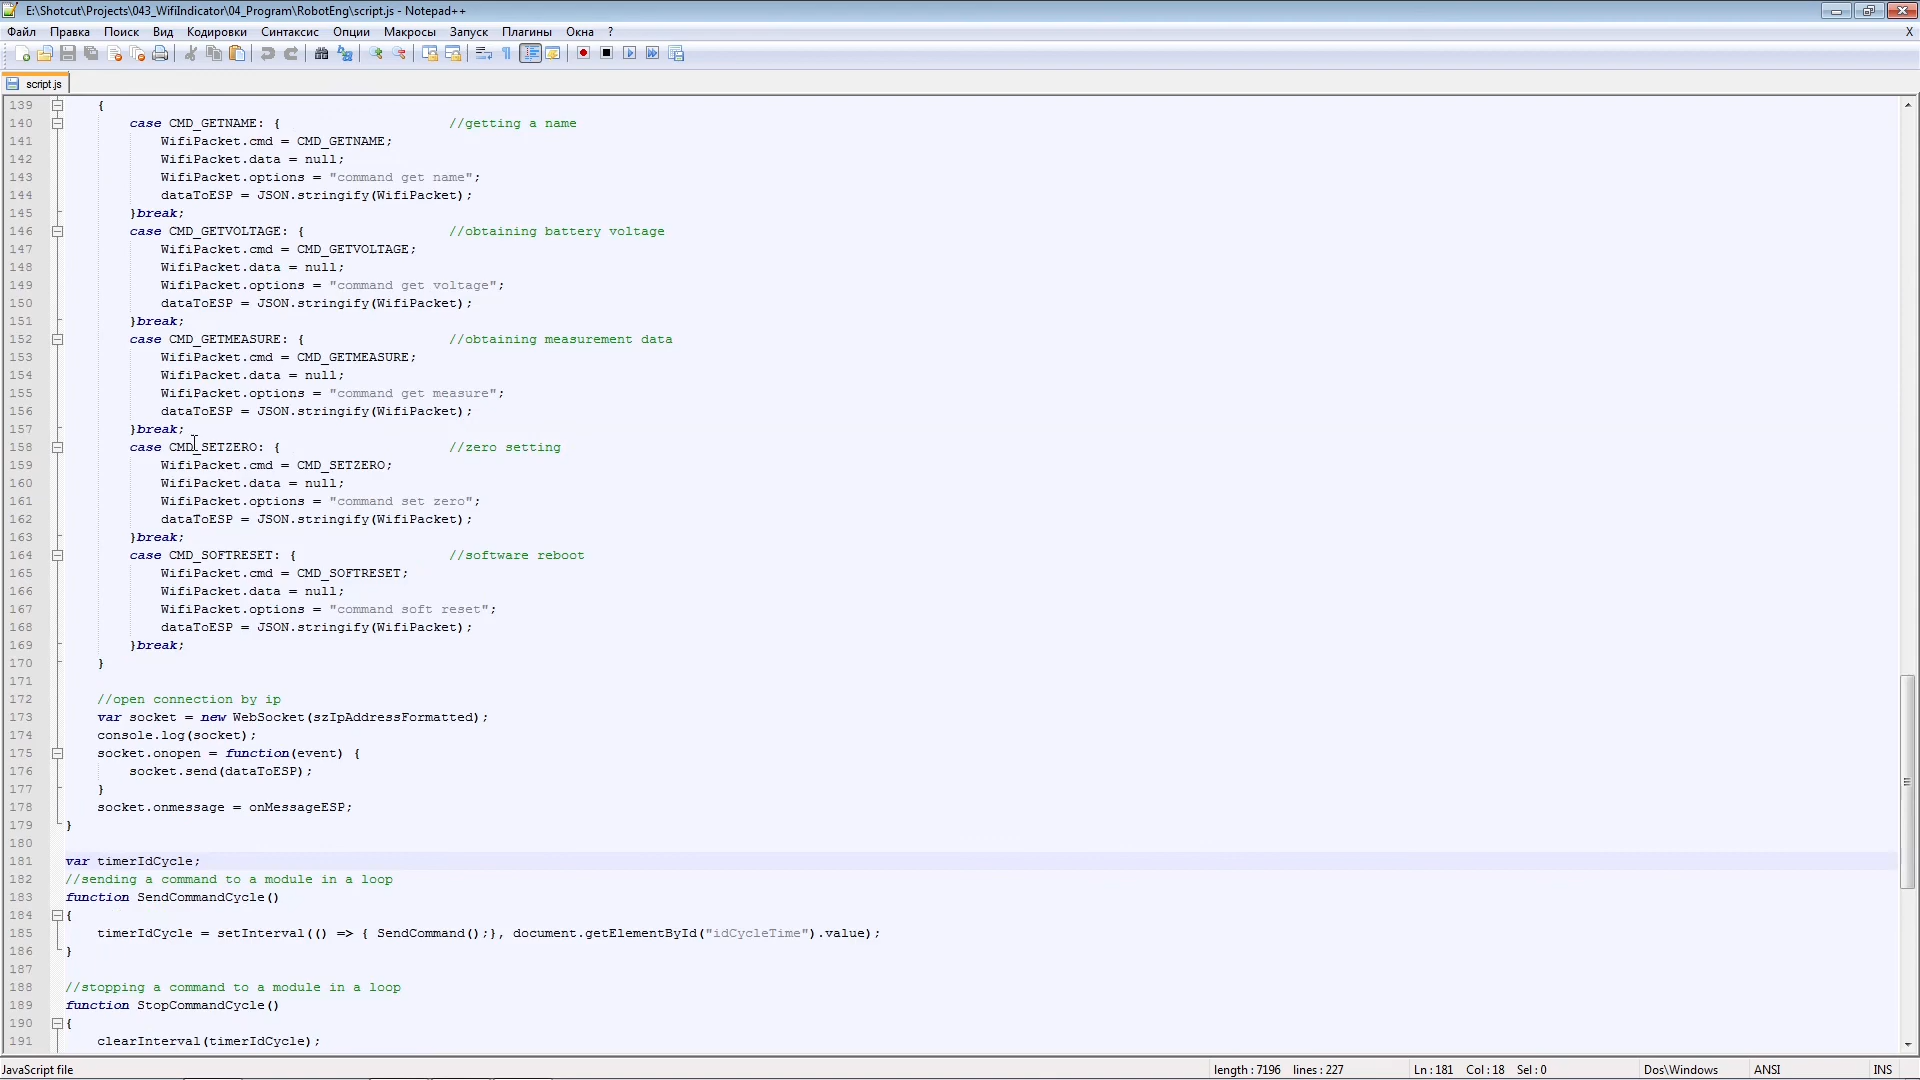 E:\Shotcut\Projects\043_WifiIndicator\04_Program\RobotEng\script.js - Notepad++
Файл Правка Поиск Вид Кодировки Синтаксис Опции Макросы Запуск Плагины Окна ? X
script.js
139 {
140 case CMD_GETNAME: { //getting a name
141 WifiPacket.cmd = CMD_GETNAME;
142 WifiPacket.data = null;
143 WifiPacket.options = "command get name";
144 dataToESP = JSON.stringify(WifiPacket);
145 }break;
146 case CMD_GETVOLTAGE: { //obtaining battery voltage
147 WifiPacket.cmd = CMD_GETVOLTAGE;
148 WifiPacket.data = null;
149 WifiPacket.options = "command get voltage";
150 dataToESP = JSON.stringify(WifiPacket);
151 }break;
152 case CMD_GETMEASURE: { //obtaining measurement data
153 WifiPacket.cmd = CMD_GETMEASURE;
154 WifiPacket.data = null;
155 WifiPacket.options = "command get measure";
156 dataToESP = JSON.stringify(WifiPacket);
157 }break;
158 case CMD_SETZERO: { //zero setting
159 WifiPacket.cmd = CMD_SETZERO;
160 WifiPacket.data = null;
161 WifiPacket.options = "command set zero";
162 dataToESP = JSON.stringify(WifiPacket);
163 }break;
164 case CMD_SOFTRESET: { //software reboot
165 WifiPacket.cmd = CMD_SOFTRESET;
166 WifiPacket.data = null;
167 WifiPacket.options = "command soft reset";
168 dataToESP = JSON.stringify(WifiPacket);
169 }break;
170 }
171
172 //open connection by ip
173 var socket = new WebSocket(szIpAddressFormatted);
174 console.log(socket);
175 socket.onopen = function(event) {
176 socket.send(dataToESP);
177 }
178 socket.onmessage = onMessageESP;
179 }
180
181 var timerIdCycle;
182 //sending a command to a module in a loop
183 function SendCommandCycle()
184 {
185 timerIdCycle = setInterval(() => { SendCommand();}, document.getElementById("idCycleTime").value);
186 }
187
188 //stopping a command to a module in a loop
189 function StopCommandCycle()
190 {
191 clearInterval(timerIdCycle);
JavaScript file length : 7196 lines : 227 Ln : 181 Col : 18 Sel : 0 Dos\Windows ANSI INS